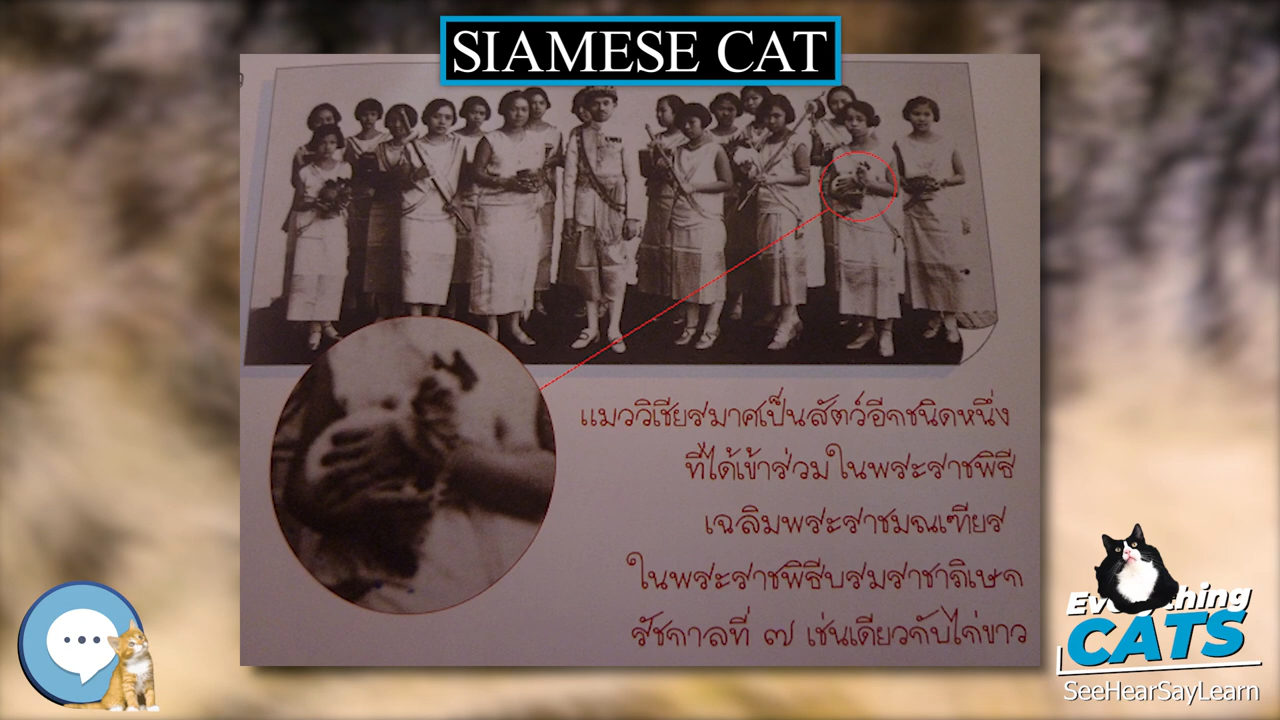 SIAMESE CAT
แมววิเชียรมาศเป็นสัตว์อีกชนิดหนึ่ง
ที่ได้เข้าร่วมในพระราชพิธี
เฉลิมพระราชมณเฑียร
ในพระราชพิธีบรมราชาภิเษก
รัชกาลที่ ๗ เช่นเดียวกับไก่ขาว
Everything
CATS
SeeHearSayLearn